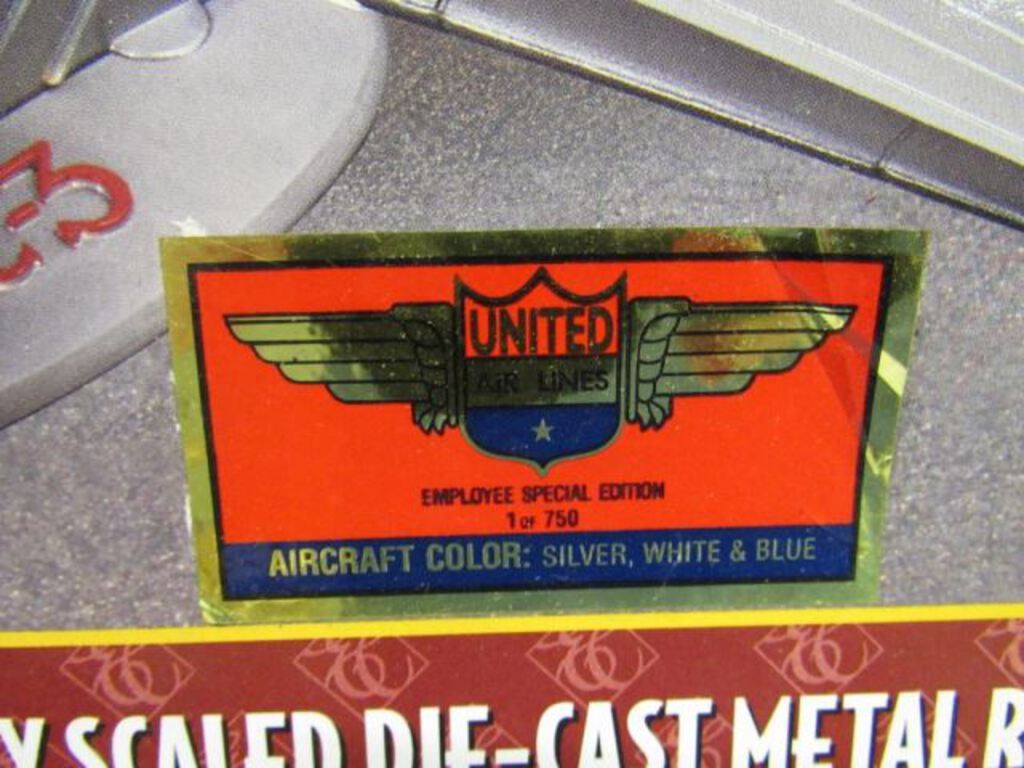 UNITED
AIR LINES
EMPLOYEE SPECIAL EDITION
1 OF 750
AIRCRAFT COLOR: SILVER, WHITE & BLUE
Y SCALED DIE-CAST METAL R